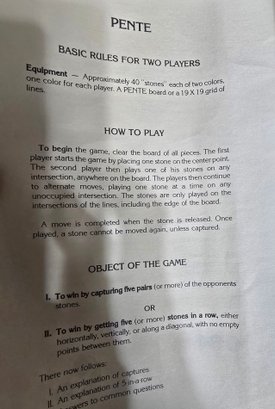 PENTE
BASIC RULES FOR TWO PLAYERS
Equipment — Approximately 40 "stones" each of two colors,
one color for each player. A PENTE board or a 19 X 19 grid of
lines.
HOW TO PLAY
To begin the game, clear the board of all pieces. The first
player starts the game by placing one stone on the center point.
The second player then plays one of his stones on any
intersection, anywhere on the board. The players then continue
to alternate moves, playing one stone at a time on any
unoccupied intersection. The stones are only played on the
intersections of the lines, including the edge of the board.
A move is completed when the stone is released. Once
played, a stone cannot be moved again, unless captured.
OBJECT OF THE GAME
I. To win by capturing five pairs (or more) of the opponents
stones.
OR
II. To win by getting five (or more) stones in a row, either
horizontally, vertically, or along a diagonal, with no empty
points between them.
There now follows:
I. An explanation of captures
II. An explanation of 5-in-a-row
answers to common questions